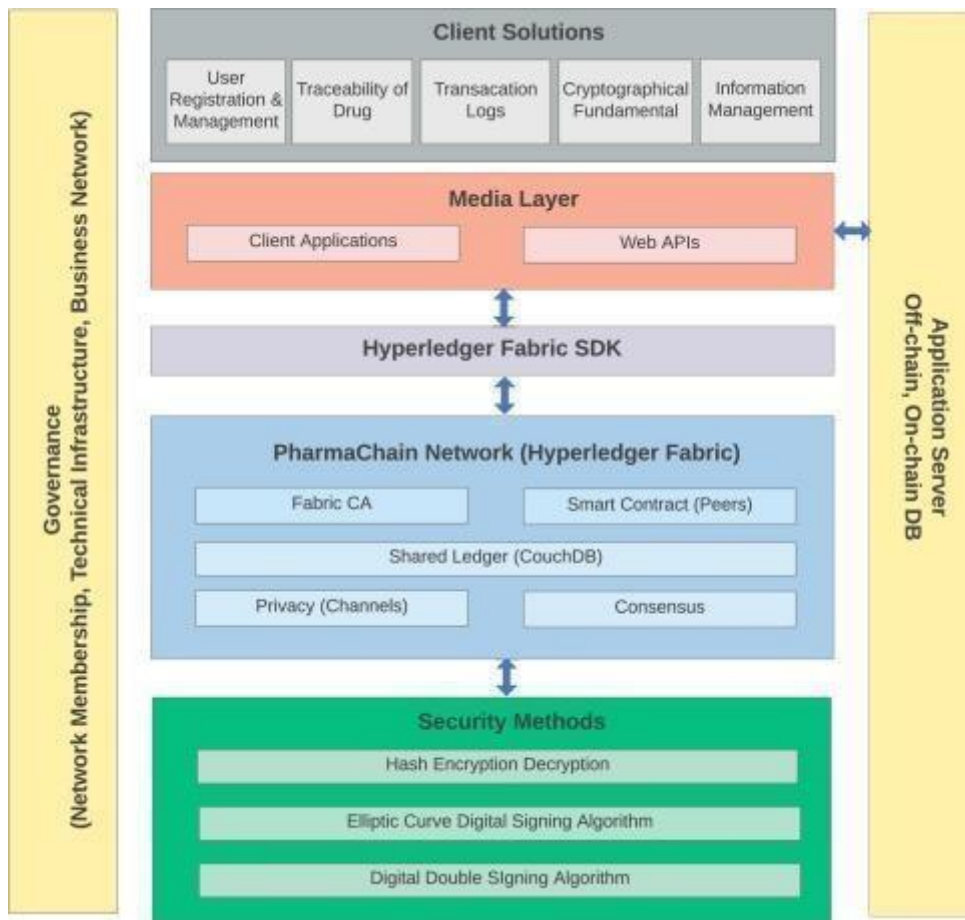 Client Solutions
User
Registration &
Management
Traceability of
Drug
Transacation
Logs
Cryptographical
Fundamental
Information
Management
Media Layer
Client Applications
Web APIs
Hyperledger Fabric SDK
PharmaChain Network (Hyperledger Fabric)
Fabric CA
Smart Contract (Peers)
Shared Ledger (CouchDB)
Privacy (Channels)
Consensus
Security Methods
Hash Encryption Decryption
Elliptic Curve Digital Signing Algorithm
Digital Double SIgning Algorithm
Governance
(Network Membership, Technical Infrastructure, Business Network)
Application Server
Off-chain, On-chain DB